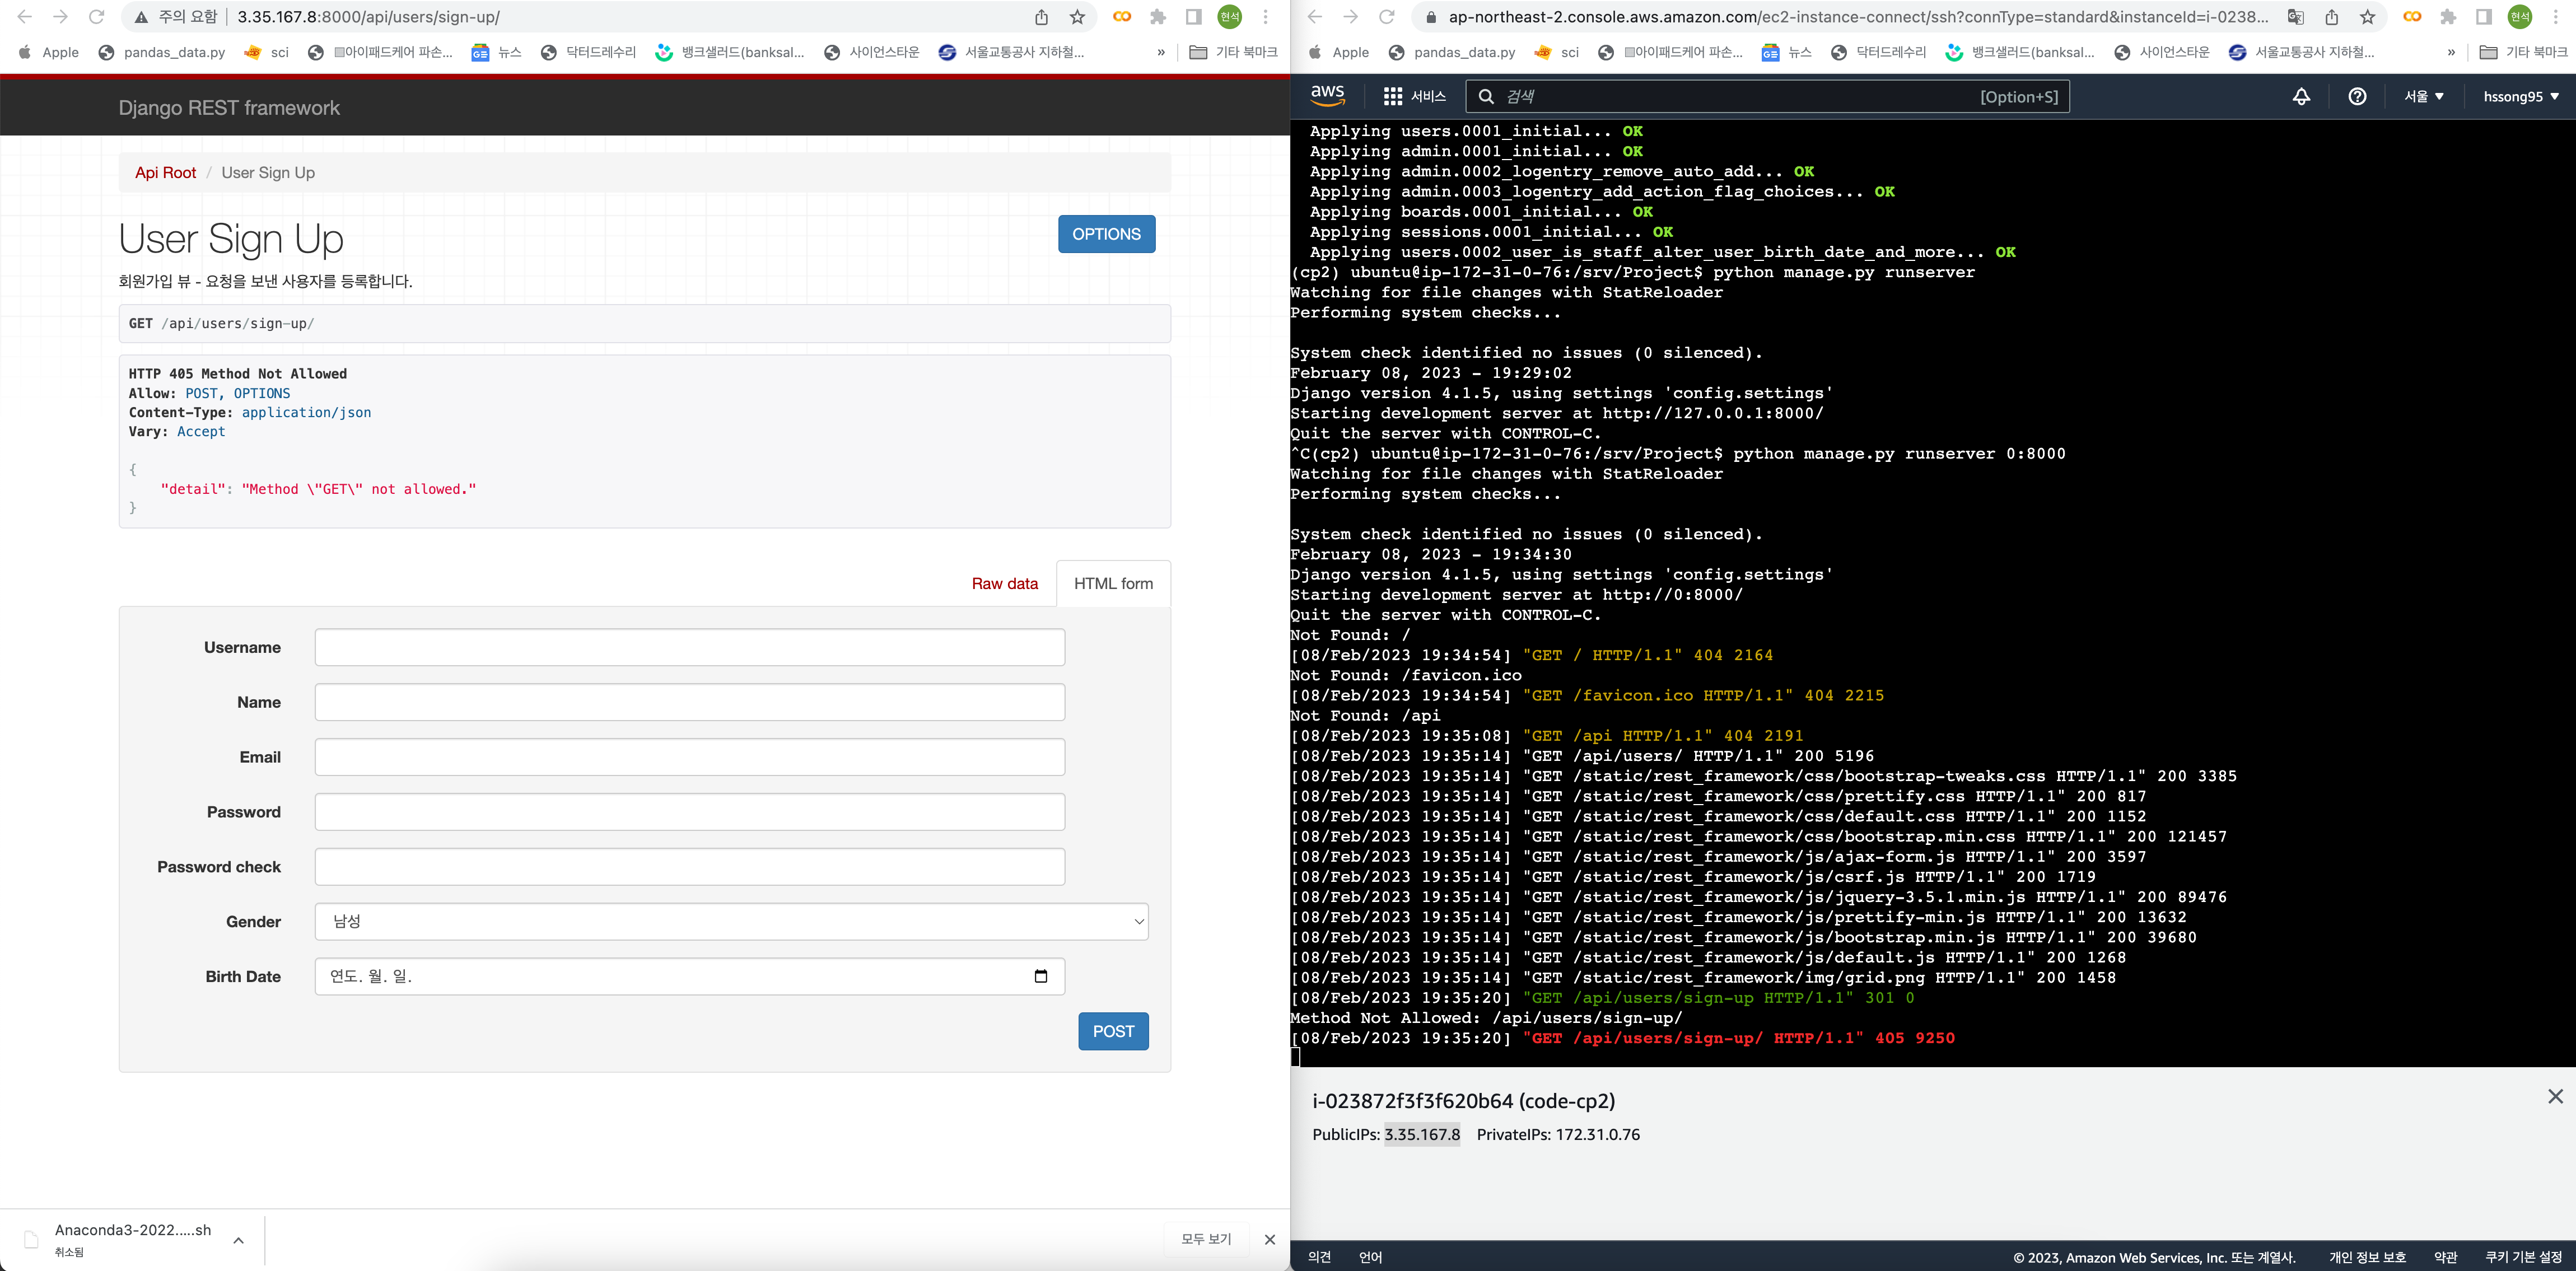 주의 요함
3.35.167.8:8000/api/users/sign-up/
현석
Apple
pandas_data.py
sci
아이패드케어 파손...
뉴스
닥터드레수리
뱅크샐러드(banksal...
사이언스타운
서울교통공사 지하철...
»
기타 북마크
Django REST framework
Api Root / User Sign Up
User Sign Up
OPTIONS
회원가입 뷰 - 요청을 보낸 사용자를 등록합니다.
GET /api/users/sign-up/
HTTP 405 Method Not Allowed
Allow: POST, OPTIONS
Content-Type: application/json
Vary: Accept
{
"detail": "Method \"GET\" not allowed."
}
Raw data
HTML form
Username
Name
Email
Password
Password check
Gender
남성
Birth Date
연도. 월. 일.
POST
Anaconda3-2022.....sh
취소됨
모두 보기
ap-northeast-2.console.aws.amazon.com/ec2-instance-connect/ssh?connType=standard&instanceId=i-0238...
현석
Apple
pandas_data.py
sci
아이패드케어 파손...
뉴스
닥터드레수리
뱅크샐러드(banksal...
사이언스타운
서울교통공사 지하철...
»
기타 북마크
aws
서비스
검색
[Option+S]
서울 ▼
hssong95 ▼
Applying users.0001_initial... OK
Applying admin.0001_initial... OK
Applying admin.0002_logentry_remove_auto_add... OK
Applying admin.0003_logentry_add_action_flag_choices... OK
Applying boards.0001_initial... OK
Applying sessions.0001_initial... OK
Applying users.0002_user_is_staff_alter_user_birth_date_and_more... OK
(cp2) ubuntu@ip-172-31-0-76:/srv/Project$ python manage.py runserver
Watching for file changes with StatReloader
Performing system checks...
System check identified no issues (0 silenced).
February 08, 2023 - 19:29:02
Django version 4.1.5, using settings 'config.settings'
Starting development server at http://127.0.0.1:8000/
Quit the server with CONTROL-C.
^C(cp2) ubuntu@ip-172-31-0-76:/srv/Project$ python manage.py runserver 0:8000
Watching for file changes with StatReloader
Performing system checks...
System check identified no issues (0 silenced).
February 08, 2023 - 19:34:30
Django version 4.1.5, using settings 'config.settings'
Starting development server at http://0:8000/
Quit the server with CONTROL-C.
Not Found: /
[08/Feb/2023 19:34:54] "GET / HTTP/1.1" 404 2164
Not Found: /favicon.ico
[08/Feb/2023 19:34:54] "GET /favicon.ico HTTP/1.1" 404 2215
Not Found: /api
[08/Feb/2023 19:35:08] "GET /api HTTP/1.1" 404 2191
[08/Feb/2023 19:35:14] "GET /api/users/ HTTP/1.1" 200 5196
[08/Feb/2023 19:35:14] "GET /static/rest_framework/css/bootstrap-tweaks.css HTTP/1.1" 200 3385
[08/Feb/2023 19:35:14] "GET /static/rest_framework/css/prettify.css HTTP/1.1" 200 817
[08/Feb/2023 19:35:14] "GET /static/rest_framework/css/default.css HTTP/1.1" 200 1152
[08/Feb/2023 19:35:14] "GET /static/rest_framework/css/bootstrap.min.css HTTP/1.1" 200 121457
[08/Feb/2023 19:35:14] "GET /static/rest_framework/js/ajax-form.js HTTP/1.1" 200 3597
[08/Feb/2023 19:35:14] "GET /static/rest_framework/js/csrf.js HTTP/1.1" 200 1719
[08/Feb/2023 19:35:14] "GET /static/rest_framework/js/jquery-3.5.1.min.js HTTP/1.1" 200 89476
[08/Feb/2023 19:35:14] "GET /static/rest_framework/js/prettify-min.js HTTP/1.1" 200 13632
[08/Feb/2023 19:35:14] "GET /static/rest_framework/js/bootstrap.min.js HTTP/1.1" 200 39680
[08/Feb/2023 19:35:14] "GET /static/rest_framework/js/default.js HTTP/1.1" 200 1268
[08/Feb/2023 19:35:14] "GET /static/rest_framework/img/grid.png HTTP/1.1" 200 1458
[08/Feb/2023 19:35:20] "GET /api/users/sign-up HTTP/1.1" 301 0
Method Not Allowed: /api/users/sign-up/
[08/Feb/2023 19:35:20] "GET /api/users/sign-up/ HTTP/1.1" 405 9250
i-023872f3f3f620b64 (code-cp2)
PublicIPs: 3.35.167.8 PrivateIPs: 172.31.0.76
의견
언어
© 2023, Amazon Web Services, Inc. 또는 계열사.
개인 정보 보호
약관
쿠키 기본 설정